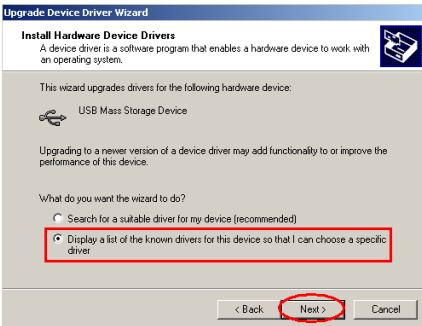 Upgrade Device Driver Wizard
Install Hardware Device Drivers
A device driver is a software program that enables a hardware device to work with
an operating system.
This wizard upgrades drivers for the following hardware device:
USB Mass Storage Device
Upgrading to a newer version of a device driver may add functionality to or improve the
performance of this device.
What do you want the wizard to do?
Search for a suitable driver for my device (recommended)
Display a list of the known drivers for this device so that I can choose a specific
driver
< Back Next > Cancel